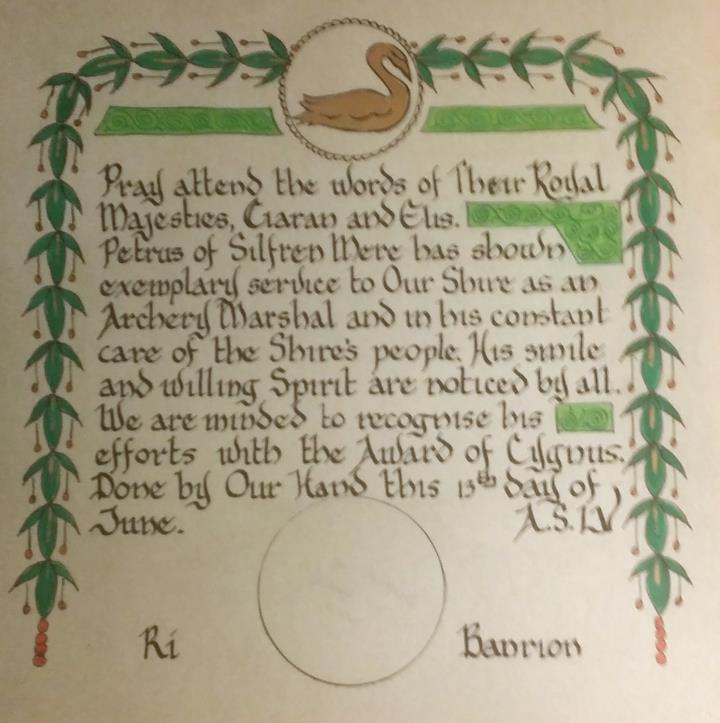 Pray attend the words of Their Royal
Majesties, Ciaran and Elis.
Petrus of Silfren Mere has shown
exemplary service to Our Shire as an
Archery Marshal and in his constant
care of the Shire's people. His smile
and willing Spirit are noticed by all.
We are minded to recognise his
efforts with the Award of Cygnus.
Done by Our Hand this 13th day of
June. A.S. LV
Rí Banrion